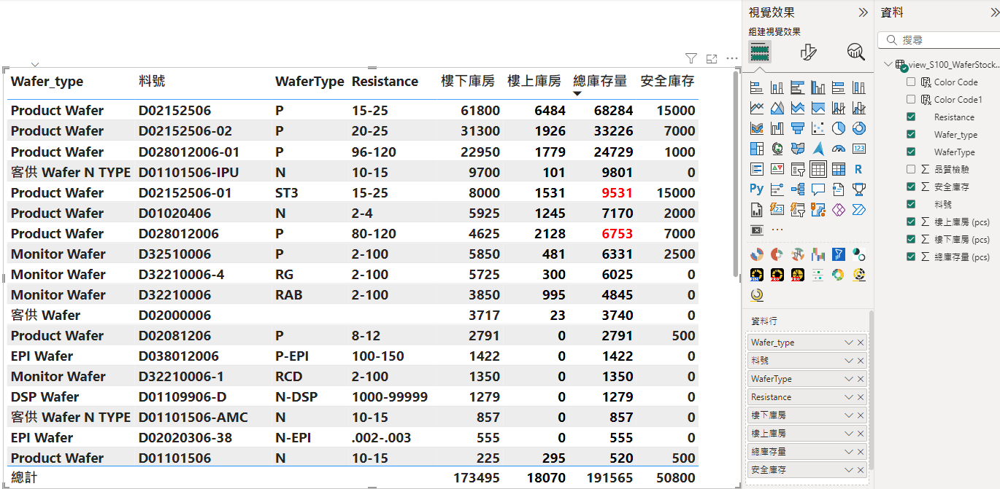 視覺效果 >> 資料 >>
組建視覺效果
搜尋
view_S100_WaferStock...
Color Code
Color Code1
Resistance
Wafer_type
WaferType
Σ 品質檢驗
Σ 安全庫存
料號
Σ 樓上庫房 (pcs)
Σ 樓下庫房 (pcs)
Σ 總庫存量 (pcs)
Wafer_type 料號 WaferType Resistance 樓下庫房 樓上庫房 總庫存量 安全庫存
Product Wafer D02152506 P 15-25 61800 6484 68284 15000
Product Wafer D02152506-02 P 20-25 31300 1926 33226 7000
Product Wafer D028012006-01 P 96-120 22950 1779 24729 1000
客供 Wafer N TYPE D01101506-IPU N 10-15 9700 101 9801 0
Product Wafer D02152506-01 ST3 15-25 8000 1531 9531 15000
Product Wafer D01020406 N 2-4 5925 1245 7170 2000
Product Wafer D028012006 P 80-120 4625 2128 6753 7000
Monitor Wafer D32510006 P 2-100 5850 481 6331 2500
Monitor Wafer D32210006-4 RG 2-100 5725 300 6025 0
Monitor Wafer D32210006 RAB 2-100 3850 995 4845 0
客供 Wafer D02000006 3717 23 3740 0
Product Wafer D02081206 P 8-12 2791 0 2791 500
EPI Wafer D038012006 P-EPI 100-150 1422 0 1422 0
Monitor Wafer D32210006-1 RCD 2-100 1350 0 1350 0
DSP Wafer D01109906-D N-DSP 1000-99999 1279 0 1279 0
客供 Wafer N TYPE D01101506-AMC N 10-15 857 0 857 0
EPI Wafer D02020306-38 N-EPI .002-.003 555 0 555 0
Product Wafer D01101506 N 10-15 225 295 520 500
總計 173495 18070 191565 50800
123
R
Py
123
PRO
PRO
資料行
Wafer_type
料號
WaferType
Resistance
樓下庫房
樓上庫房
總庫存量
安全庫存